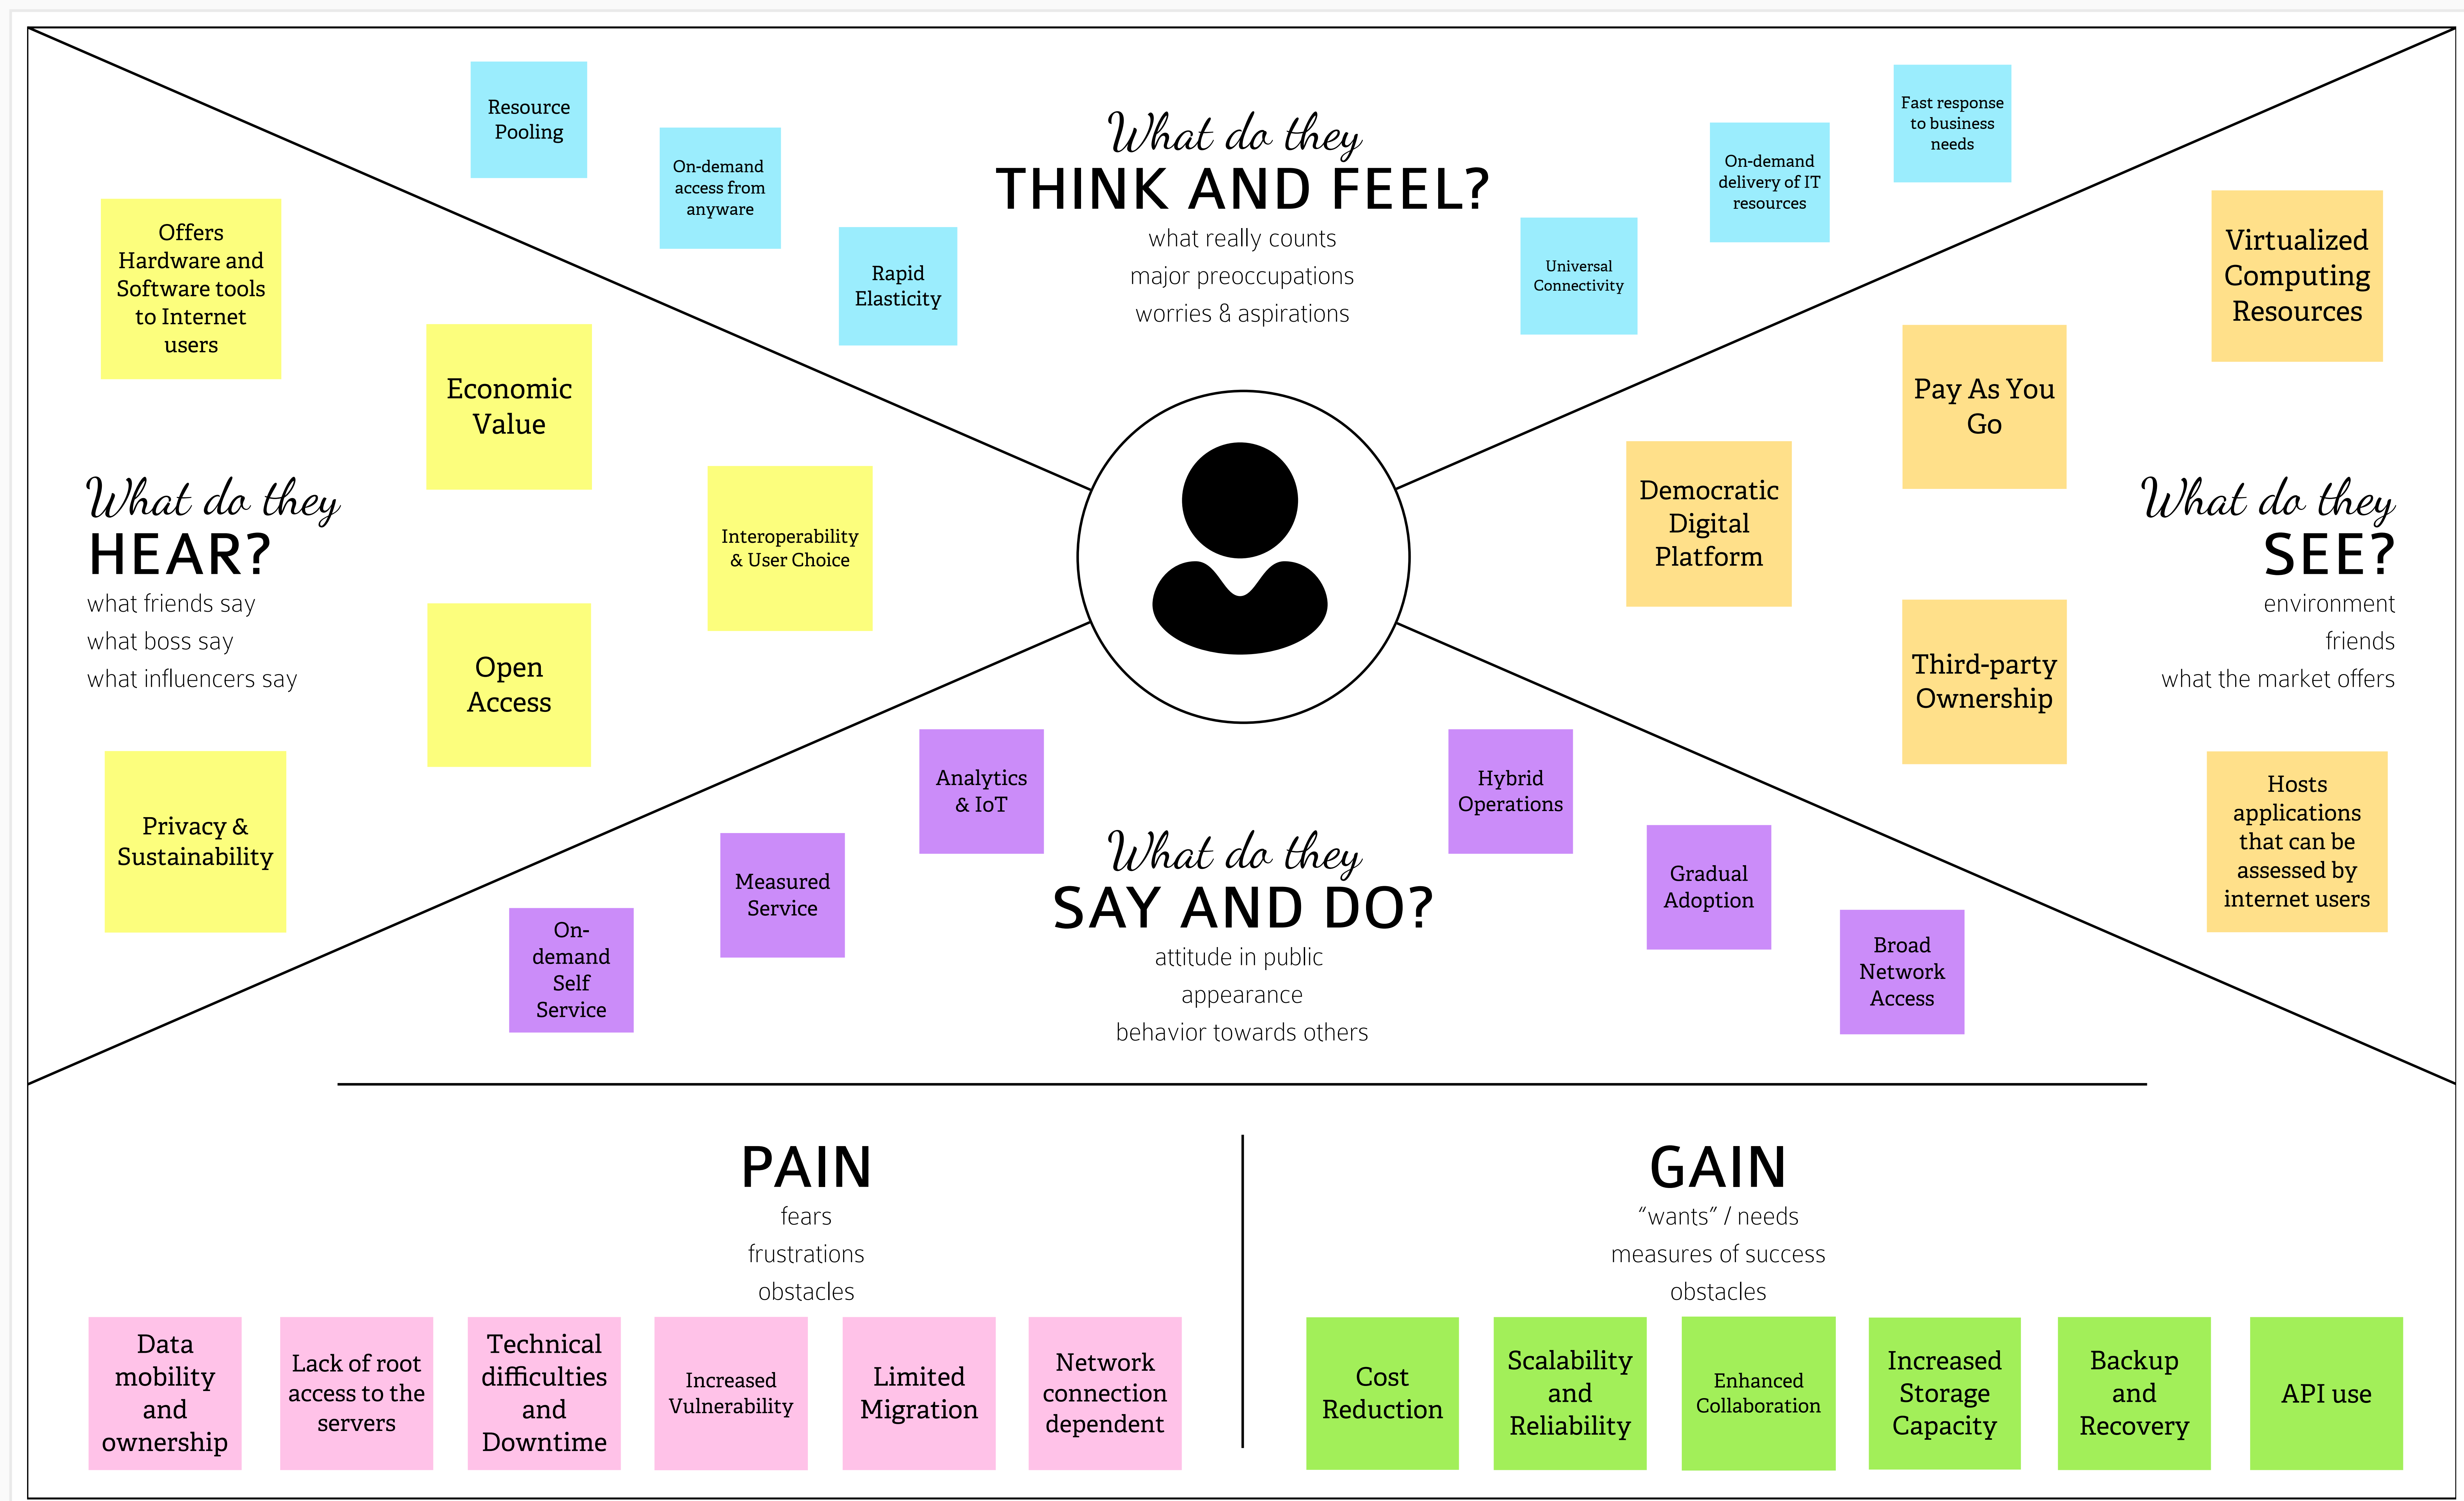 What do they
THINK AND FEEL?
what really counts
major preoccupations
worries & aspirations
Resource
Pooling
On-demand
access from
anyware
Rapid
Elasticity
Universal
Connectivity
On-demand
delivery of IT
resources
Fast response
to business
needs
What do they
HEAR?
what friends say
what boss say
what influencers say
Offers
Hardware and
Software tools
to Internet
users
Economic
Value
Interoperability
& User Choice
Open
Access
Privacy &
Sustainability
What do they
SEE?
environment
friends
what the market offers
Virtualized
Computing
Resources
Pay As You
Go
Democratic
Digital
Platform
Third-party
Ownership
Hosts
applications
that can be
assessed by
internet users
What do they
SAY AND DO?
attitude in public
appearance
behavior towards others
On-
demand
Self
Service
Measured
Service
Analytics
& IoT
Hybrid
Operations
Gradual
Adoption
Broad
Network
Access
PAIN
fears
frustrations
obstacles
Data
mobility
and
ownership
Lack of root
access to the
servers
Technical
difficulties
and
Downtime
Increased
Vulnerability
Limited
Migration
Network
connection
dependent
GAIN
“wants” / needs
measures of success
obstacles
Cost
Reduction
Scalability
and
Reliability
Enhanced
Collaboration
Increased
Storage
Capacity
Backup
and
Recovery
API use